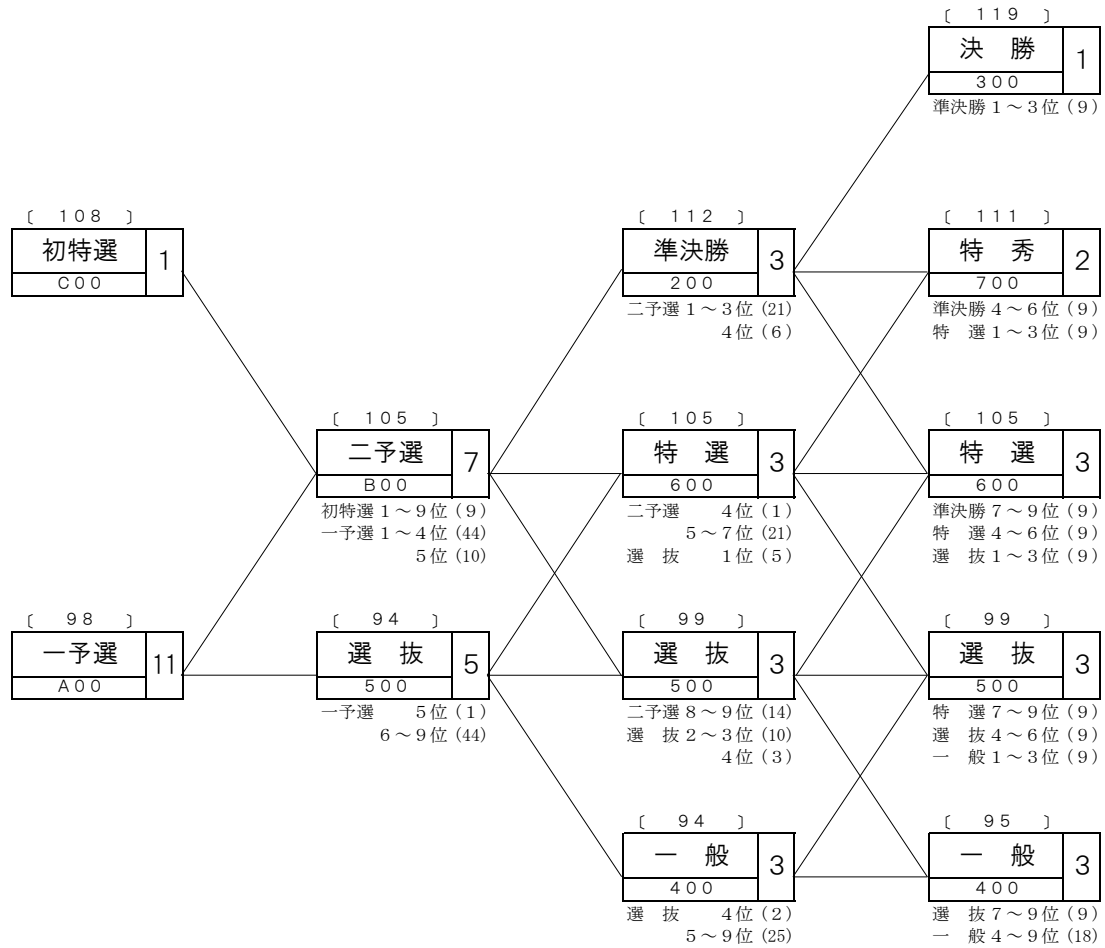 〔 108 〕
初特選 1
C00
〔 98 〕
一予選 11
A00
〔 105 〕
二予選 7
B00
初特選1~9位(9)
一予選1~4位(44)
5位(10)
〔 94 〕
選 抜 5
500
一予選 5位(1)
6~9位(44)
〔 112 〕
準決勝 3
200
二予選1~3位(21)
4位(6)
〔 105 〕
特 選 3
600
二予選 4位(1)
5~7位(21)
選 抜 1位(5)
〔 99 〕
選 抜 3
500
二予選8~9位(14)
選 抜2~3位(10)
4位(3)
〔 94 〕
一 般 3
400
選 抜 4位(2)
5~9位(25)
〔 119 〕
決 勝 1
300
準決勝1~3位(9)
〔 111 〕
特 秀 2
700
準決勝4~6位(9)
特 選1~3位(9)
〔 105 〕
特 選 3
600
準決勝7~9位(9)
特 選4~6位(9)
選 抜1~3位(9)
〔 99 〕
選 抜 3
500
特 選7~9位(9)
選 抜4~6位(9)
一 般1~3位(9)
〔 95 〕
一 般 3
400
選 抜7~9位(9)
一 般4~9位(18)